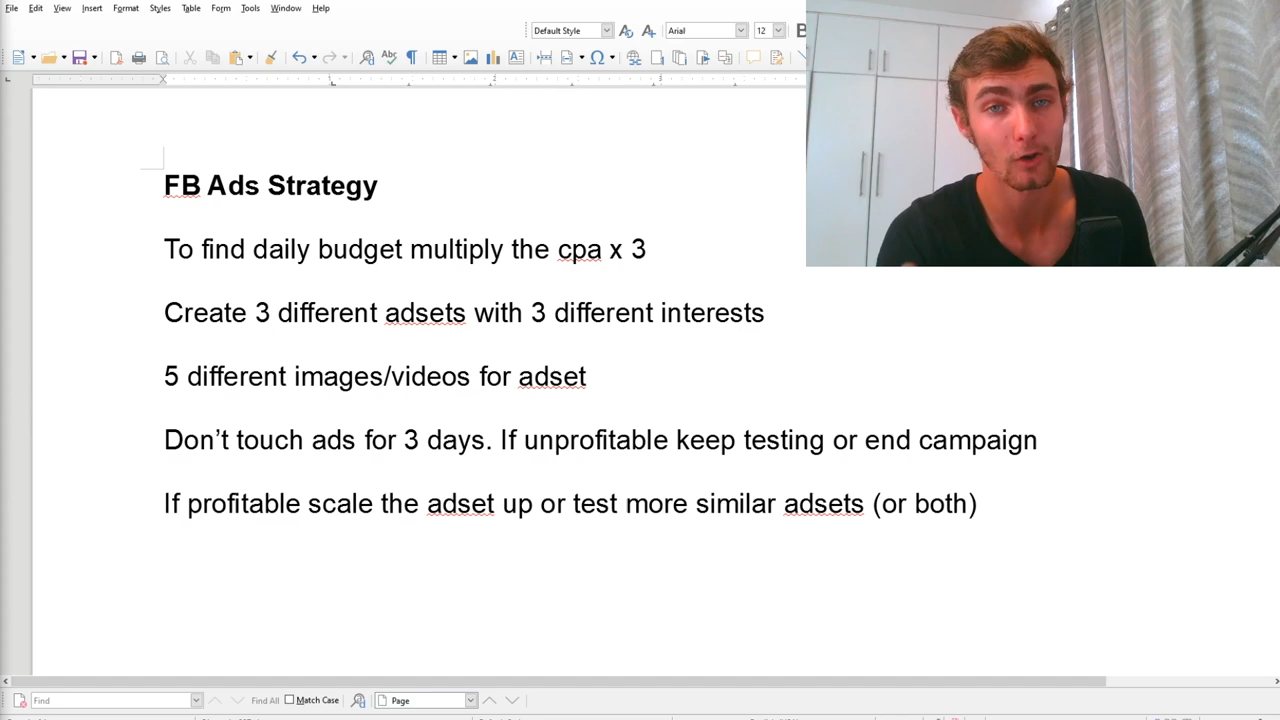 File Edit View Insert Format Styles Table Form Tools Window Help
Default Style Arial 12 B
2 3
FB Ads Strategy
To find daily budget multiply the cpa x 3
Create 3 different adsets with 3 different interests
5 different images/videos for adset
Don’t touch ads for 3 days. If unprofitable keep testing or end campaign
If profitable scale the adset up or test more similar adsets (or both)
Find Find All Match Case Page